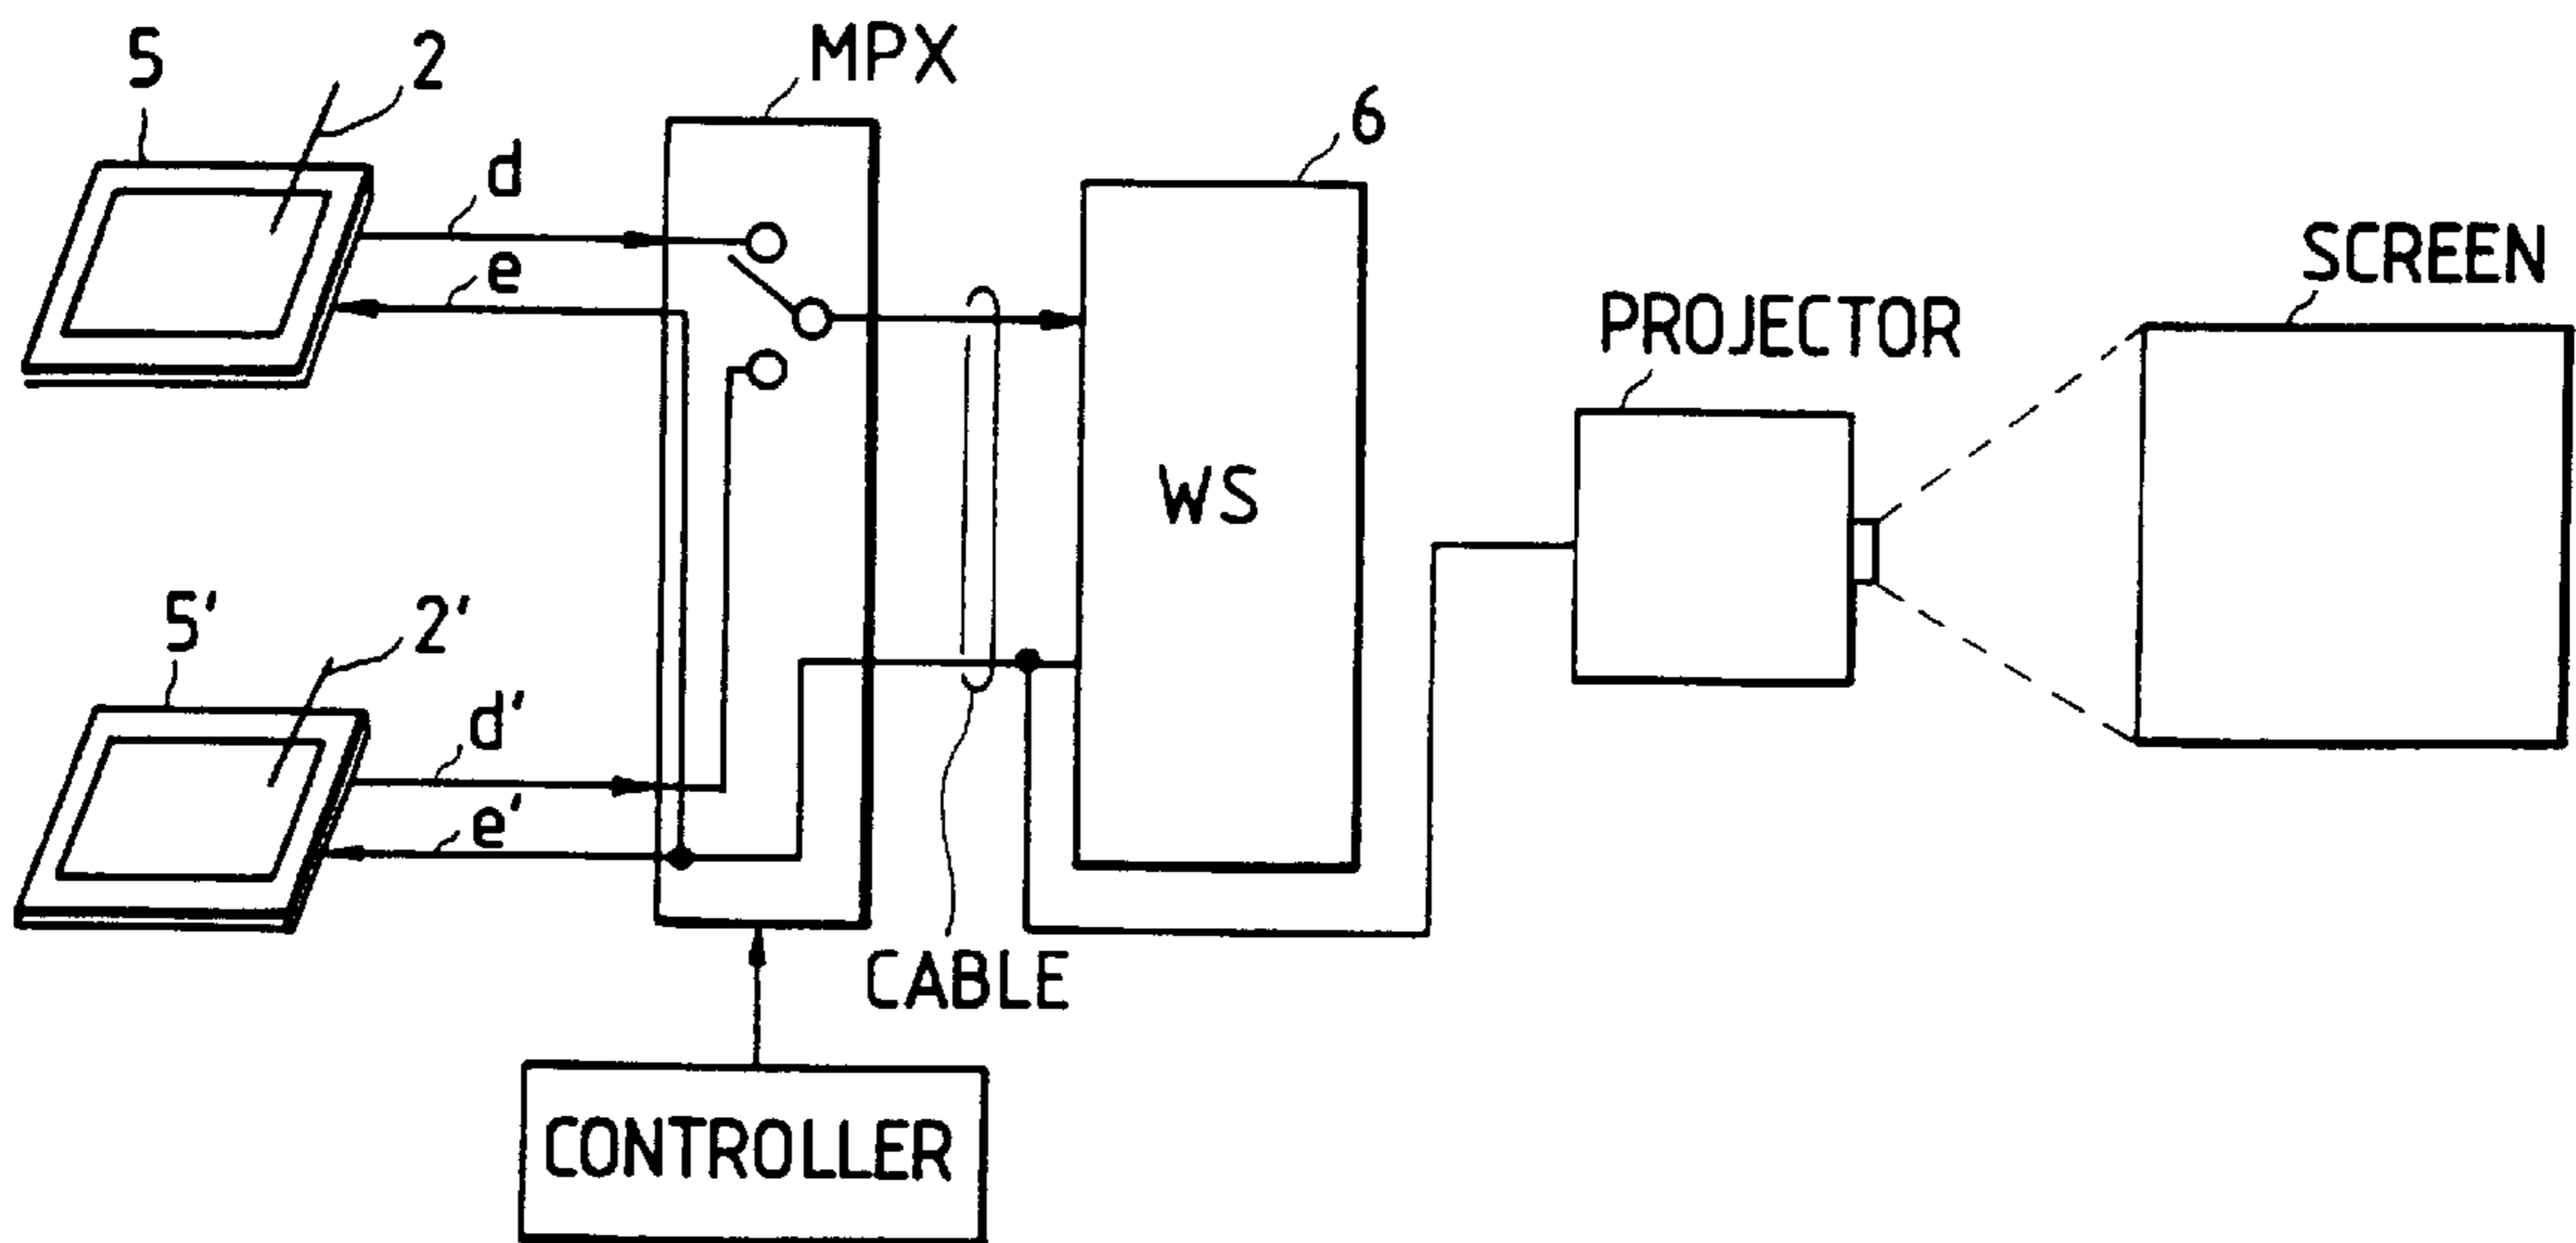 5
2
MPX
d
e
6
WS
PROJECTOR
SCREEN
5'
2'
d'
e'
CABLE
CONTROLLER